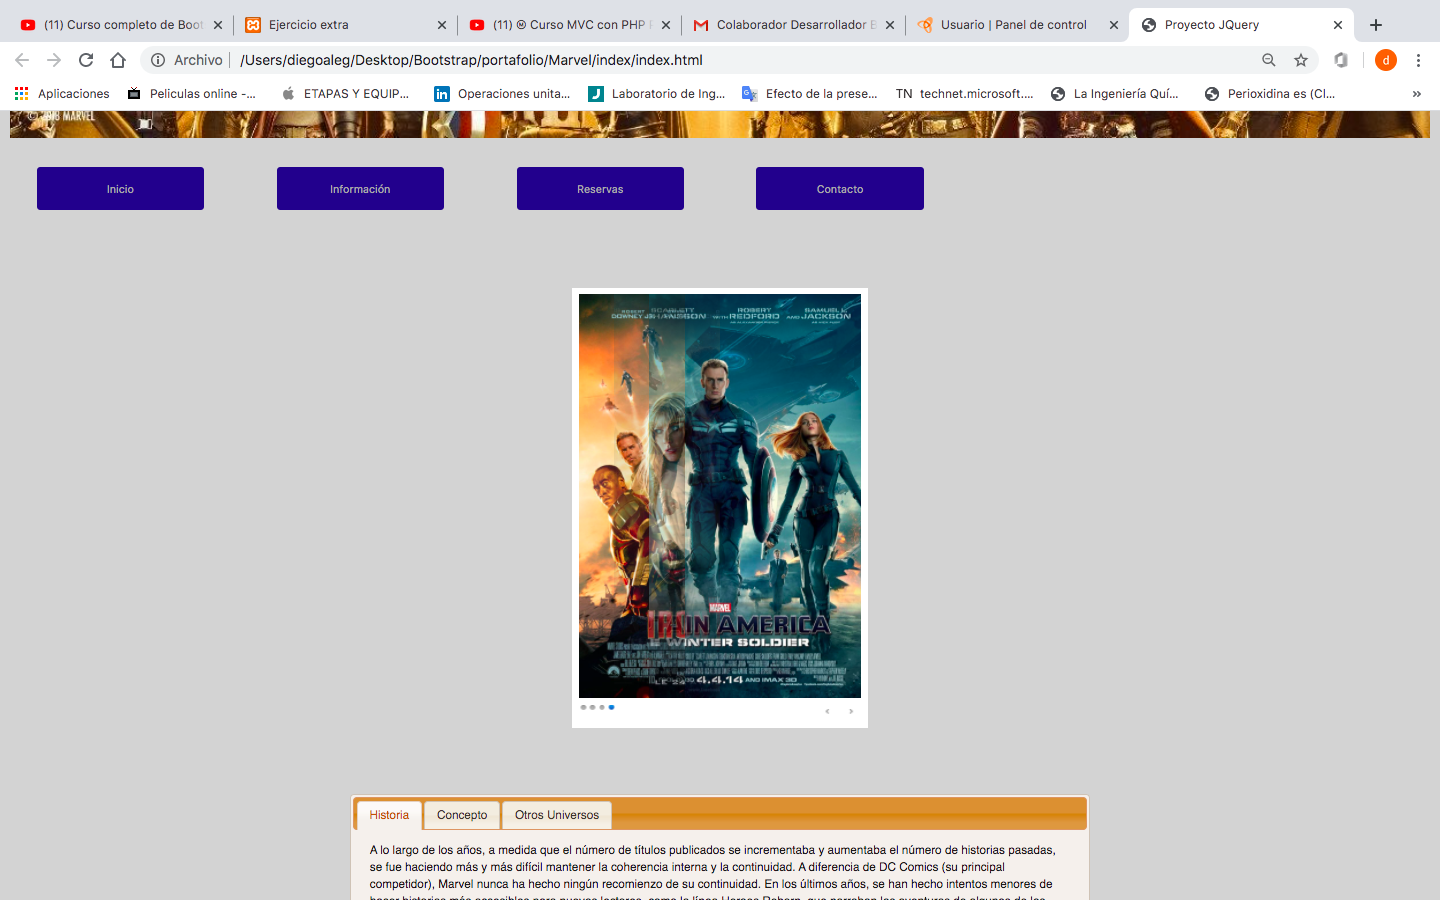 (11) Curso completo de Boot
Ejercicio extra
(11) Curso MVC con PHP
Colaborador Desarrollador B
Usuario | Panel de control
Proyecto JQuery
Archivo
/Users/diegoaleg/Desktop/Bootstrap/portafolio/Marvel/index/index.html
d
Aplicaciones
Peliculas online -...
ETAPAS Y EQUIP...
in
Operaciones unita...
Laboratorio de Ing...
Efecto de la prese...
TN technet.microsoft....
La Ingeniería Quí...
Perioxidina es (Cl...
»
MARVEL
Inicio
Información
Reservas
Contacto
ROBERT
SCARLETT
ROBERT
SAMUEL L.
DOWNEY
WITH REDFORD
AND JACKSON
MARVEL
IN AMERICA
WINTER SOLDIER
4.4.14 AND IMAX 3D
Historia
Concepto
Otros Universos
A lo largo de los años, a medida que el número de títulos publicados se incrementaba y aumentaba el número de historias pasadas,
se fue haciendo más y más difícil mantener la coherencia interna y la continuidad. A diferencia de DC Comics (su principal
competidor), Marvel nunca ha hecho ningún recomienzo de su continuidad. En los últimos años, se han hecho intentos menores de